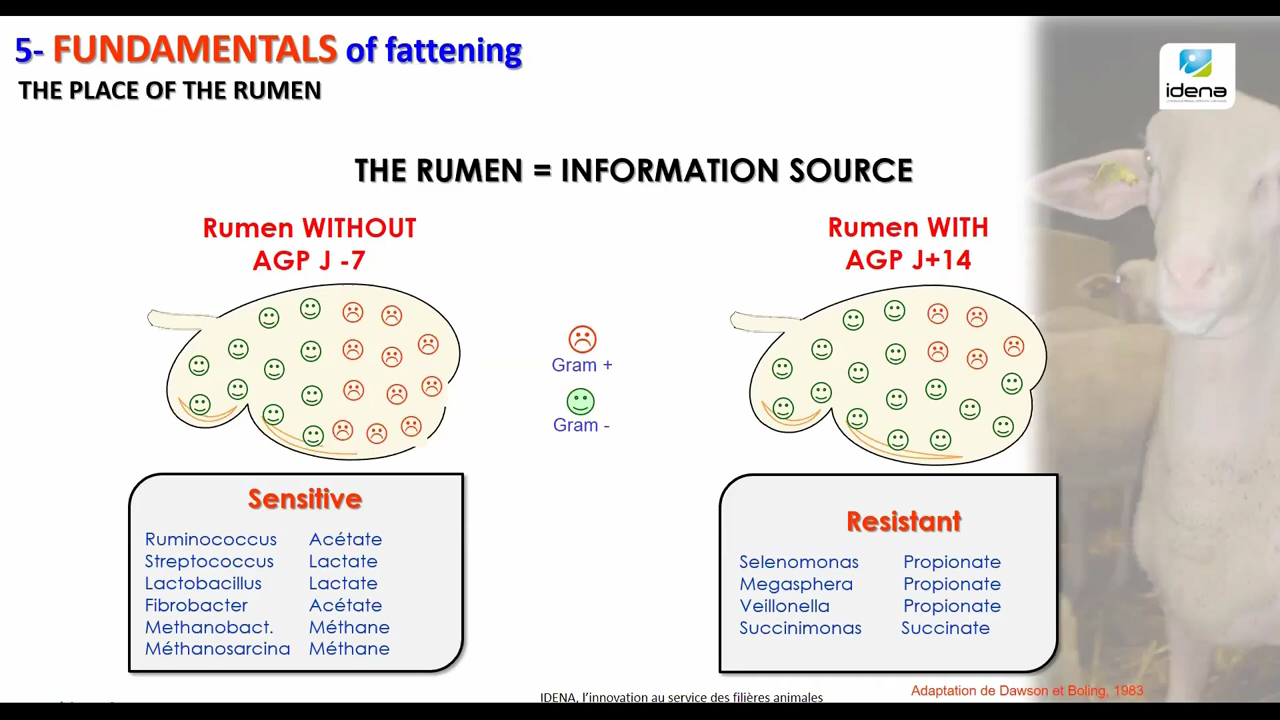 5- FUNDAMENTALS of fattening
THE PLACE OF THE RUMEN
idena
THE RUMEN = INFORMATION SOURCE
Rumen WITHOUT
AGP J -7
Rumen WITH
AGP J+14
Gram +
Gram -
Sensitive
Ruminococcus Acétate
Streptococcus Lactate
Lactobacillus Lactate
Fibrobacter Acétate
Methanobact. Méthane
Méthanosarcina Méthane
Resistant
Selenomonas Propionate
Megasphera Propionate
Veillonella Propionate
Succinimonas Succinate
Adaptation de Dawson et Boling, 1983
IDENA, l'innovation au service des filières animales